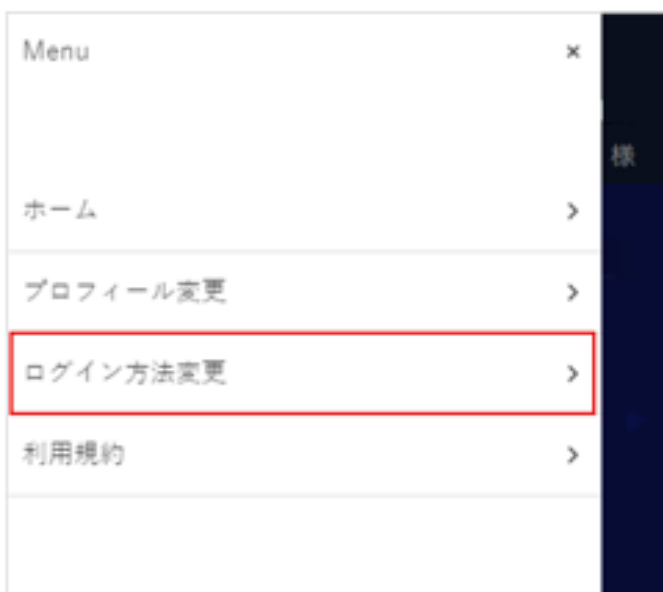 Menu ×
様
ホーム
プロフィール変更
ログイン方法変更
利用規約